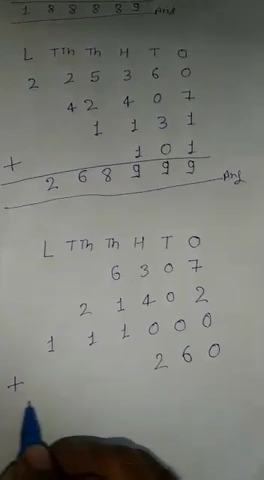 1 8 8 8 8 9 Ans
L TTh Th H T O
2 2 5 3 6 0
4 2 4 0 7
1 1 3 1
+ 1 0 1
2 6 8 9 9 9 Ans
L TTh Th H T O
6 3 0 7
2 1 4 0 2
1 1 1 0 0 0
2 6 0
+